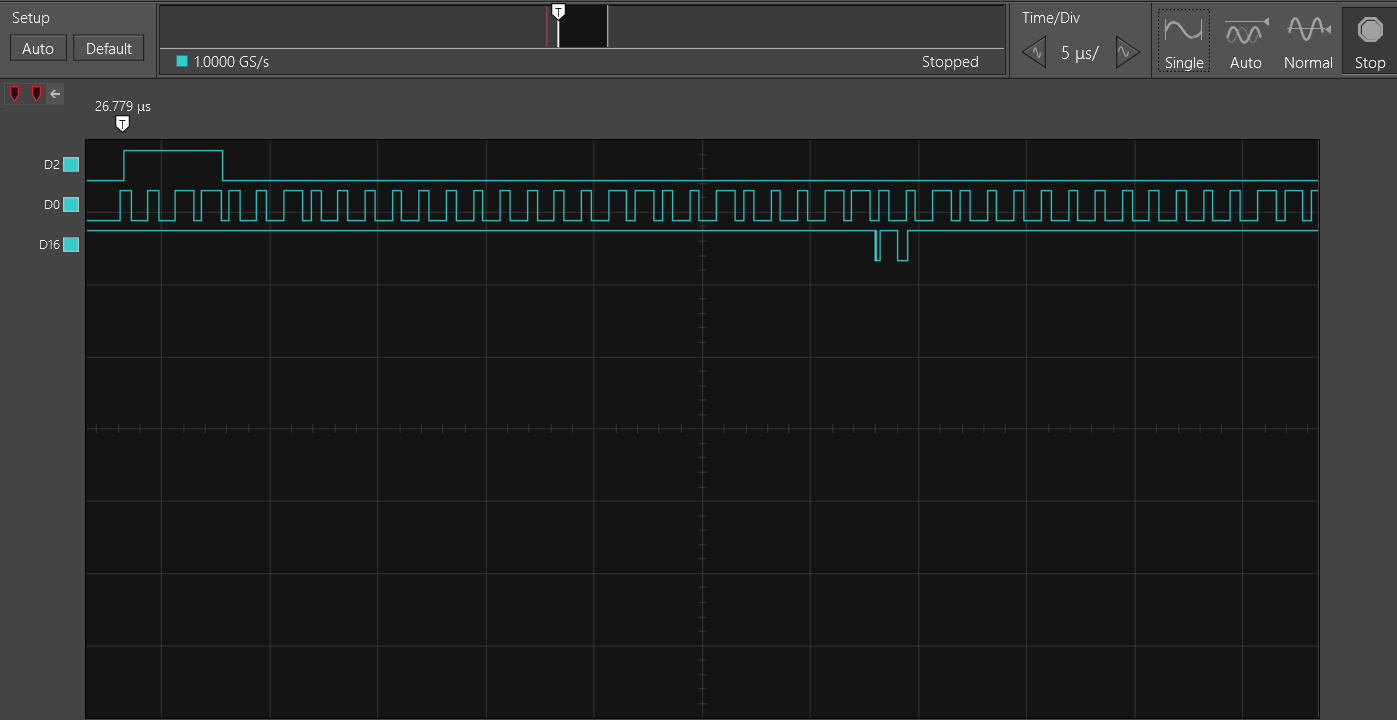 Setup
Auto Default
1.0000 GS/s Stopped
Time/Div
5 µs/
Single Auto Normal Stop
26.779 µs
T
T
D2
D0
D16